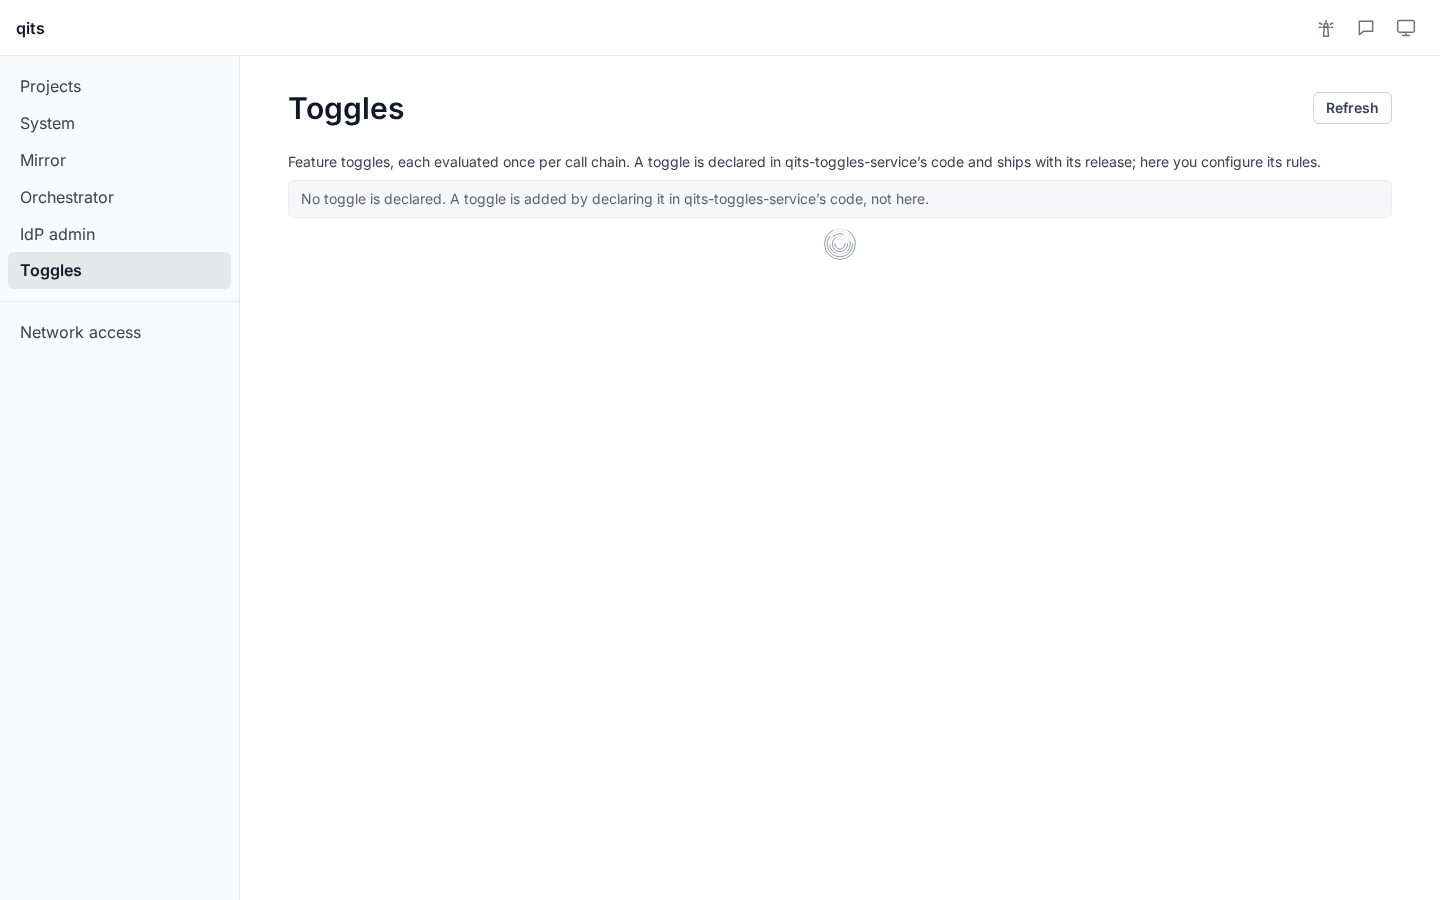 qits
Projects
System
Mirror
Orchestrator
IdP admin
Toggles
Network access
Toggles
Refresh
Feature toggles, each evaluated once per call chain. A toggle is declared in qits-toggles-service’s code and ships with its release; here you configure its rules.
No toggle is declared. A toggle is added by declaring it in qits-toggles-service’s code, not here.